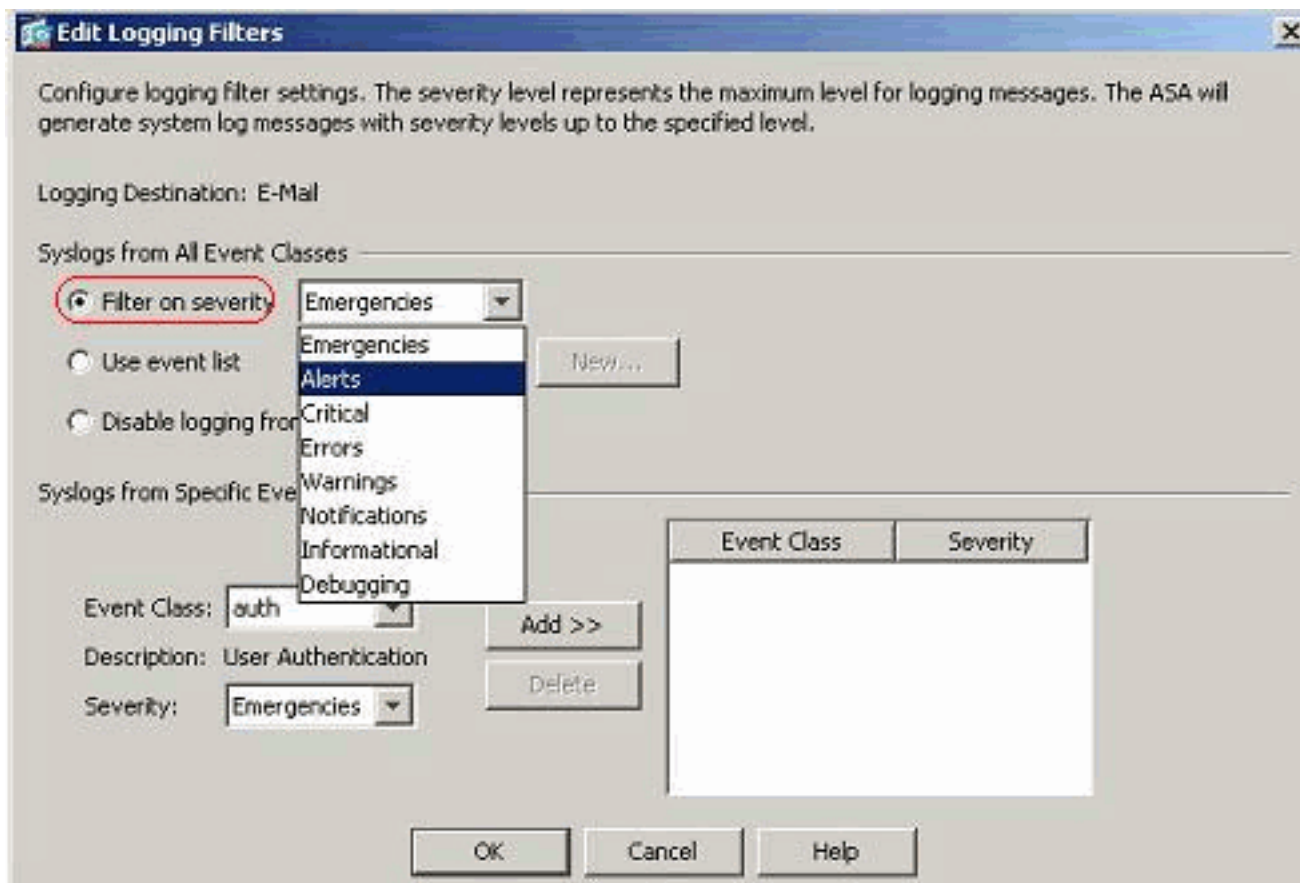 Edit Logging Filters
Configure logging filter settings. The severity level represents the maximum level for logging messages. The ASA will
generate system log messages with severity levels up to the specified level.
Logging Destination: E-Mail
Syslogs from All Event Classes
Filter on severity
Emergencies
Emergencies
Alerts
Critical
Errors
Warnings
Notifications
Informational
Debugging
Use event list
New...
Disable logging fro
Syslogs from Specific Eve
Event Class: auth
Description: User Authentication
Severity: Emergencies
Add >>
Delete
Event Class Severity
OK Cancel Help